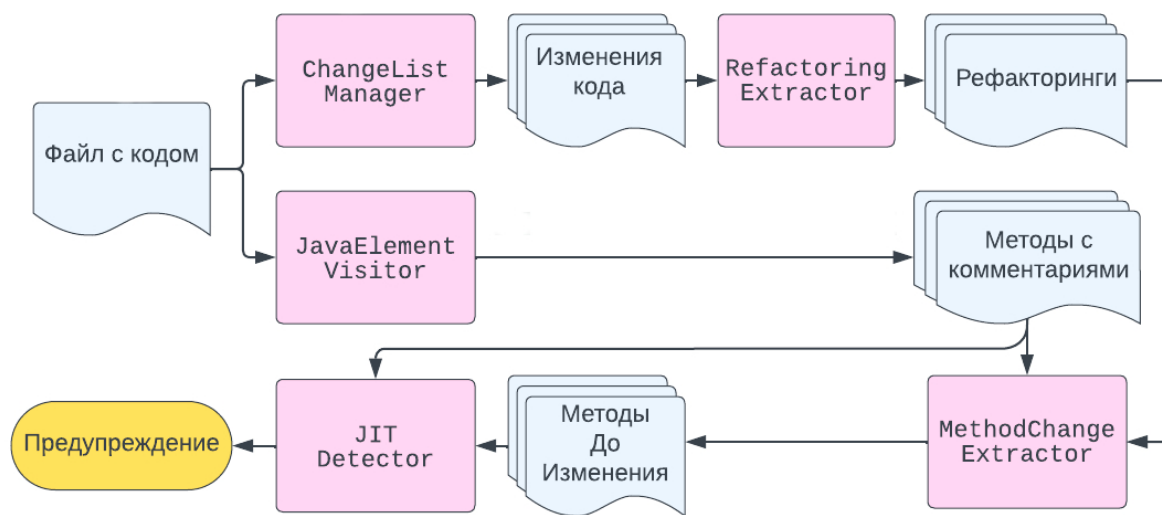 Файл с кодом
ChangeList
Manager
Изменения
кода
Refactoring
Extractor
Рефакторинги
JavaElement
Visitor
Методы с
комментариями
Предупреждение
JIT
Detector
Методы
До
Изменения
MethodChange
Extractor